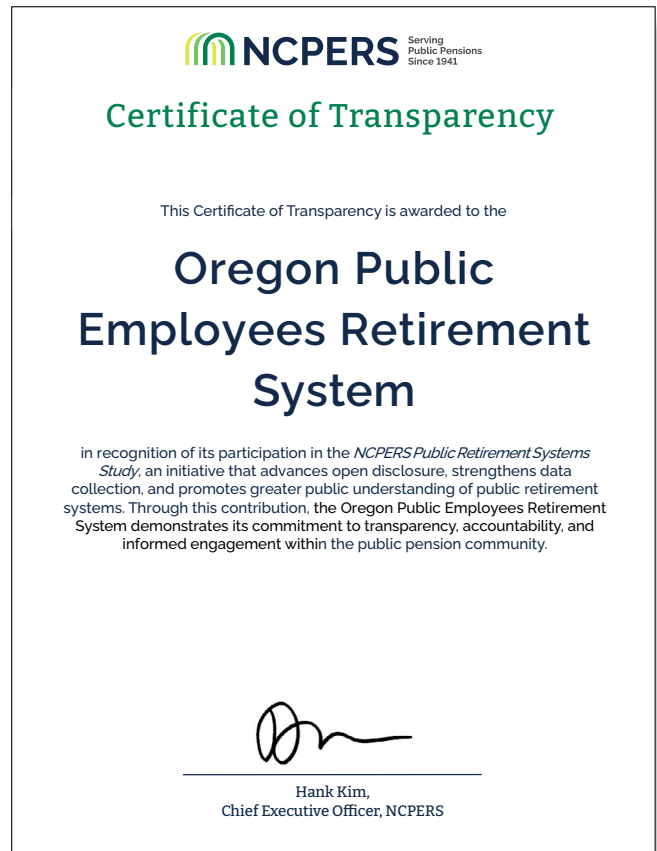 NCPERS
Serving
Public Pensions
Since 1941
Certificate of Transparency
This Certificate of Transparency is awarded to the
Oregon Public
Employees Retirement
System
in recognition of its participation in the NCPERS Public Retirement Systems
Study, an initiative that advances open disclosure, strengthens data
collection, and promotes greater public understanding of public retirement
systems. Through this contribution, the Oregon Public Employees Retirement
System demonstrates its commitment to transparency, accountability, and
informed engagement within the public pension community.
Hank Kim,
Chief Executive Officer, NCPERS